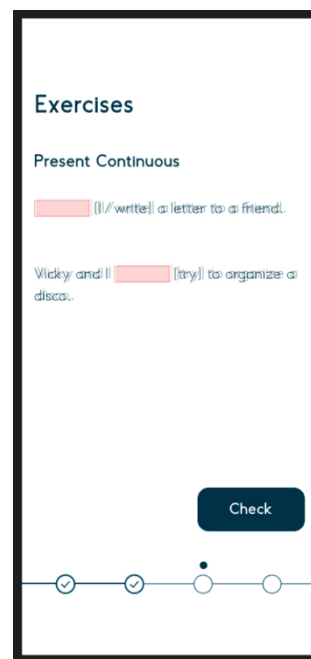 Exercises
Present Continuous
(I / write) a letter to a friend.
Vicky and I (try) to organize a
disco.
Check